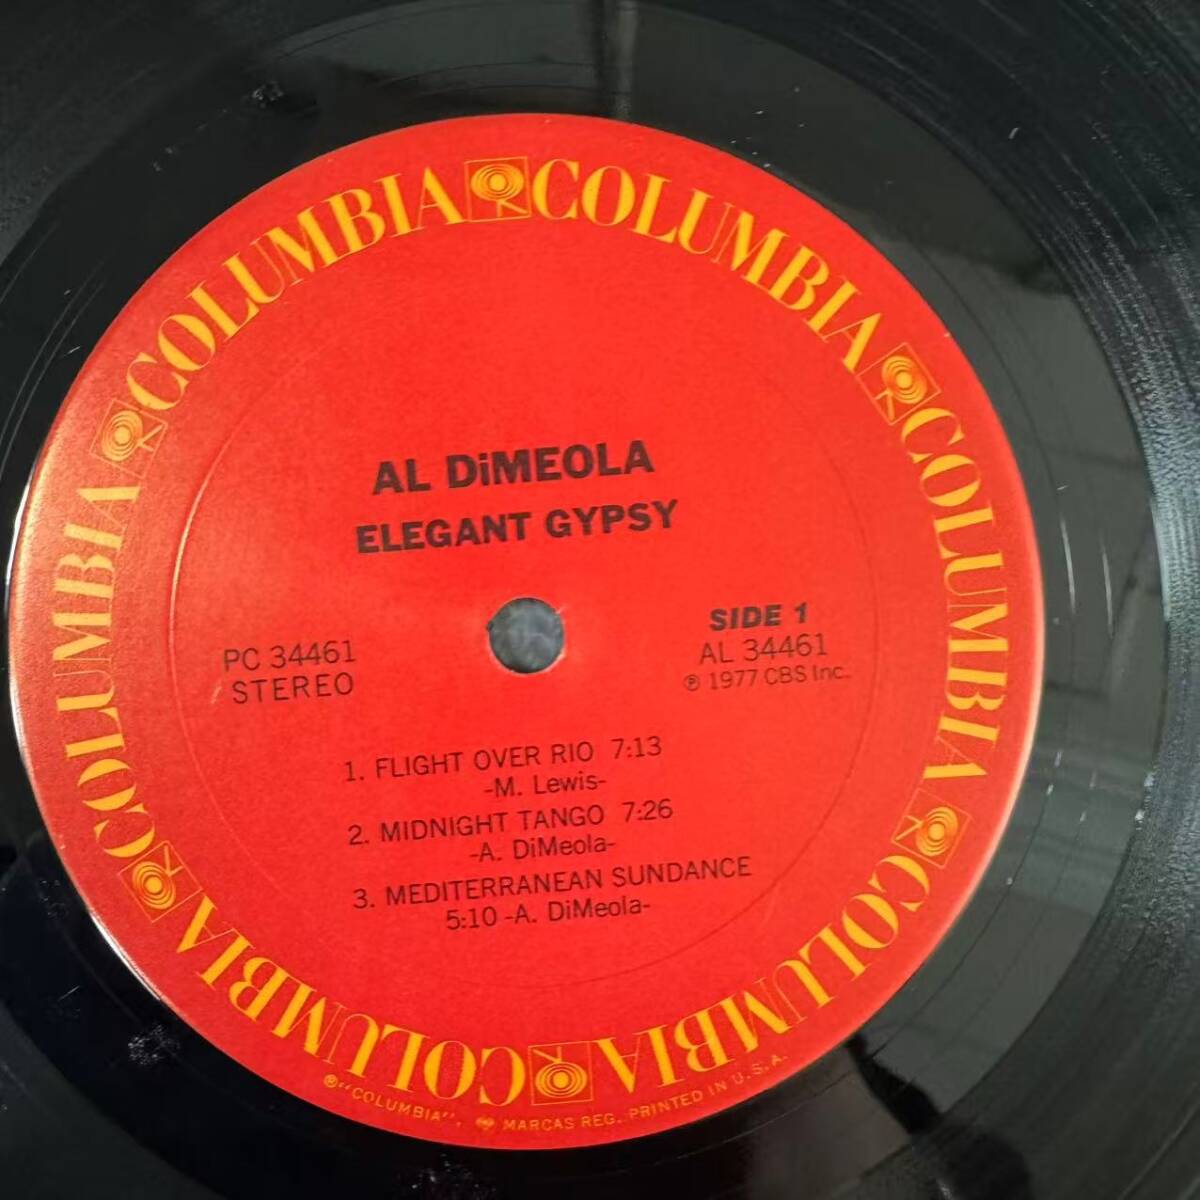 COLUMBIA COLUMBIA COLUMBIA COLUMBIA COLUMBIA COLUMBIA
AL DiMEOLA
ELEGANT GYPSY
PC 34461
STEREO
SIDE 1
AL 34461
℗ 1977 CBS Inc.
1. FLIGHT OVER RIO 7:13
-M. Lewis-
2. MIDNIGHT TANGO 7:26
-A. DiMeola-
3. MEDITERRANEAN SUNDANCE
5:10 -A. DiMeola-
®"COLUMBIA", MARCAS REG. PRINTED IN U.S.A.